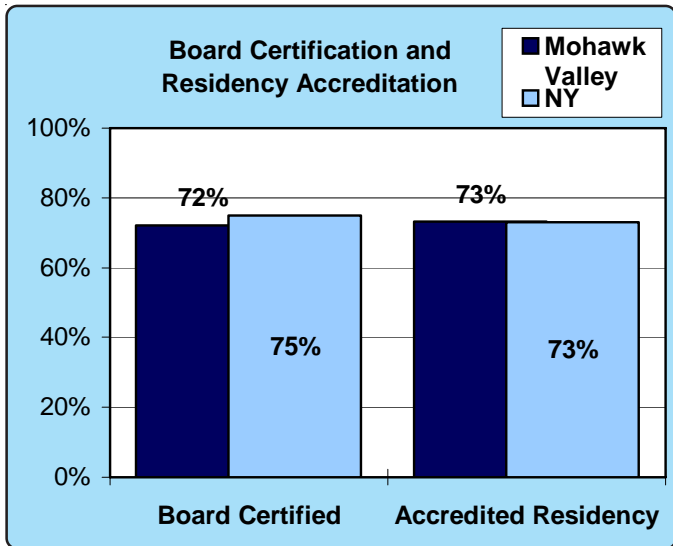 Board Certification and
Residency Accreditation
Mohawk
Valley
NY
100%
80%
60%
40%
20%
0%
72%
75%
73%
73%
Board Certified
Accredited Residency